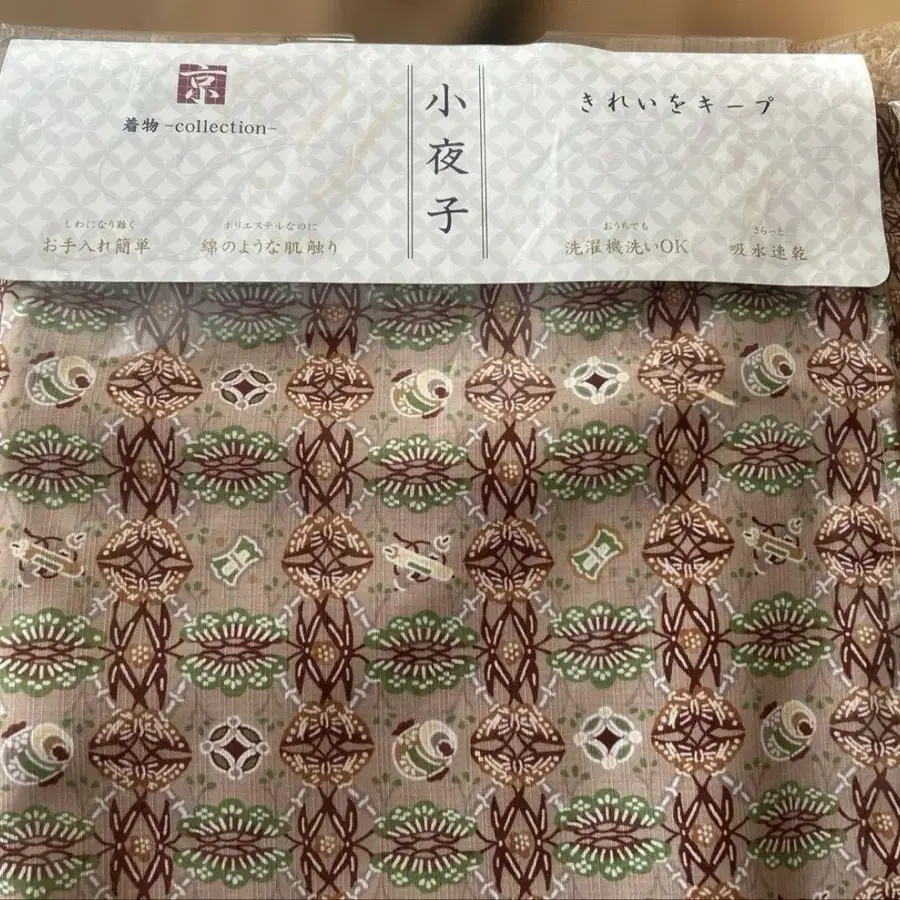 京
着物-collection-
しわになり難く
お手入れ簡単
ポリエステルなのに
綿のような肌触り
小夜子
きれいをキープ
おうちでも
洗濯機洗いOK
さらっと
吸水速乾